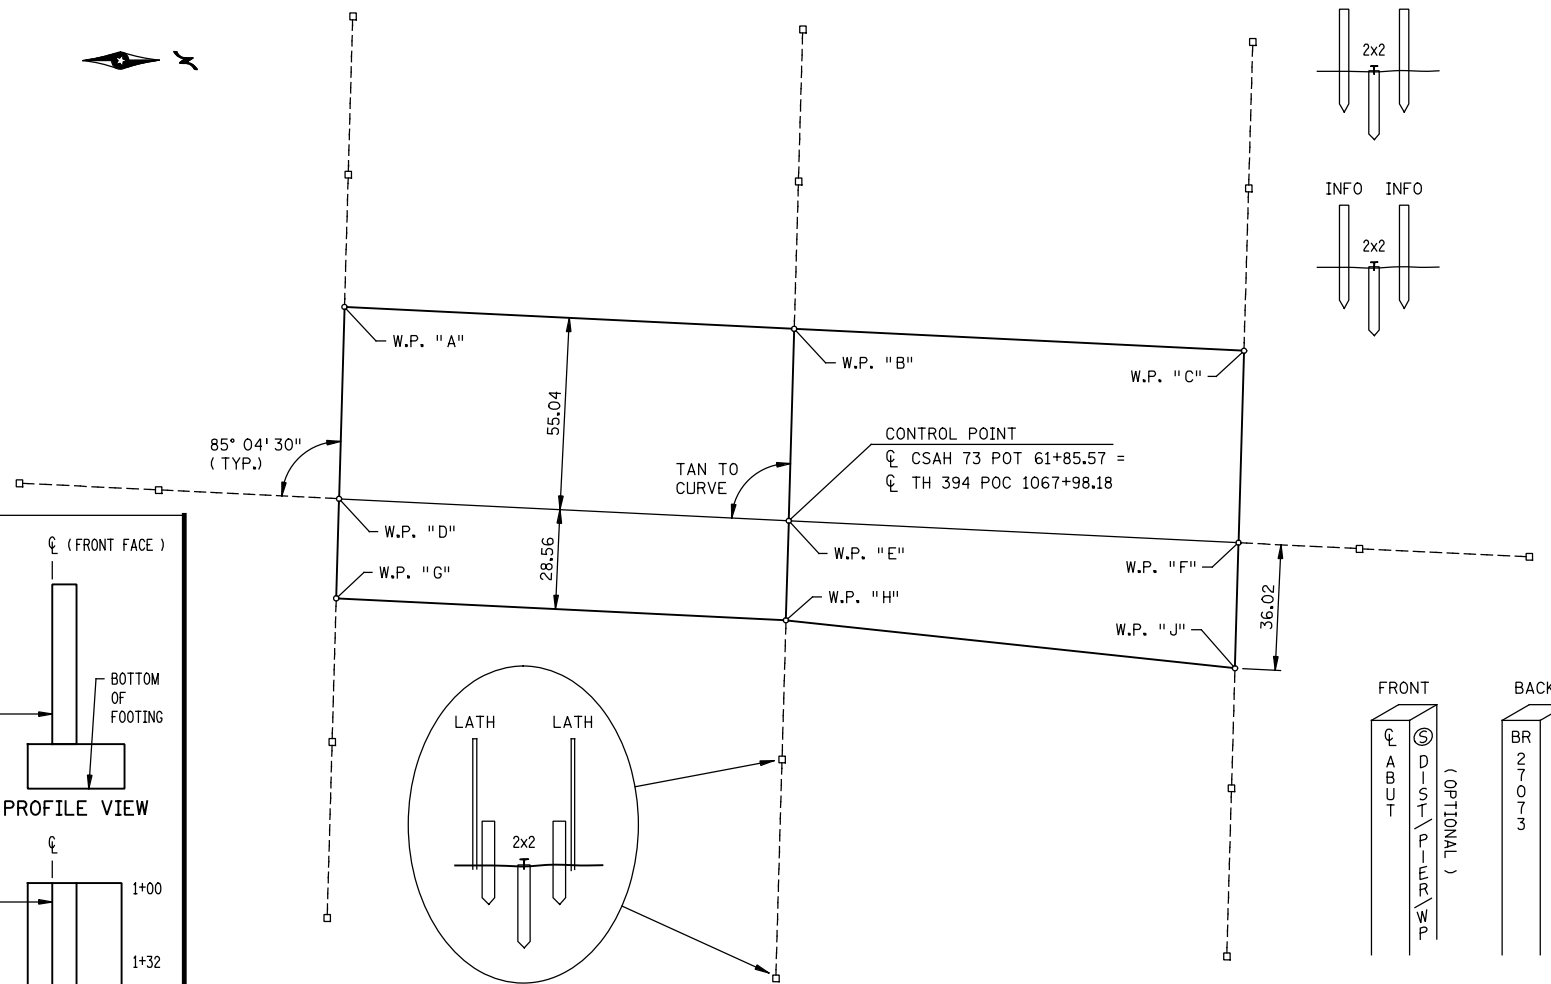 2x2
INFO INFO
2x2
W.P. "A"
W.P. "B"
W.P. "C"
55.04
85° 04' 30"
(TYP.)
TAN TO
CURVE
CONTROL POINT
℄ CSAH 73 POT 61+85.57 =
℄ TH 394 POC 1067+98.18
W.P. "D"
W.P. "E"
W.P. "F"
28.56
W.P. "G"
W.P. "H"
W.P. "J"
36.02
℄ (FRONT FACE)
BOTTOM
OF
FOOTING
PROFILE VIEW
℄
1+00
1+32
LATH LATH
2x2
FRONT
BACK
℄ ABUT
Ⓢ DIST/PIER/WP
(OPTIONAL)
BR 27073